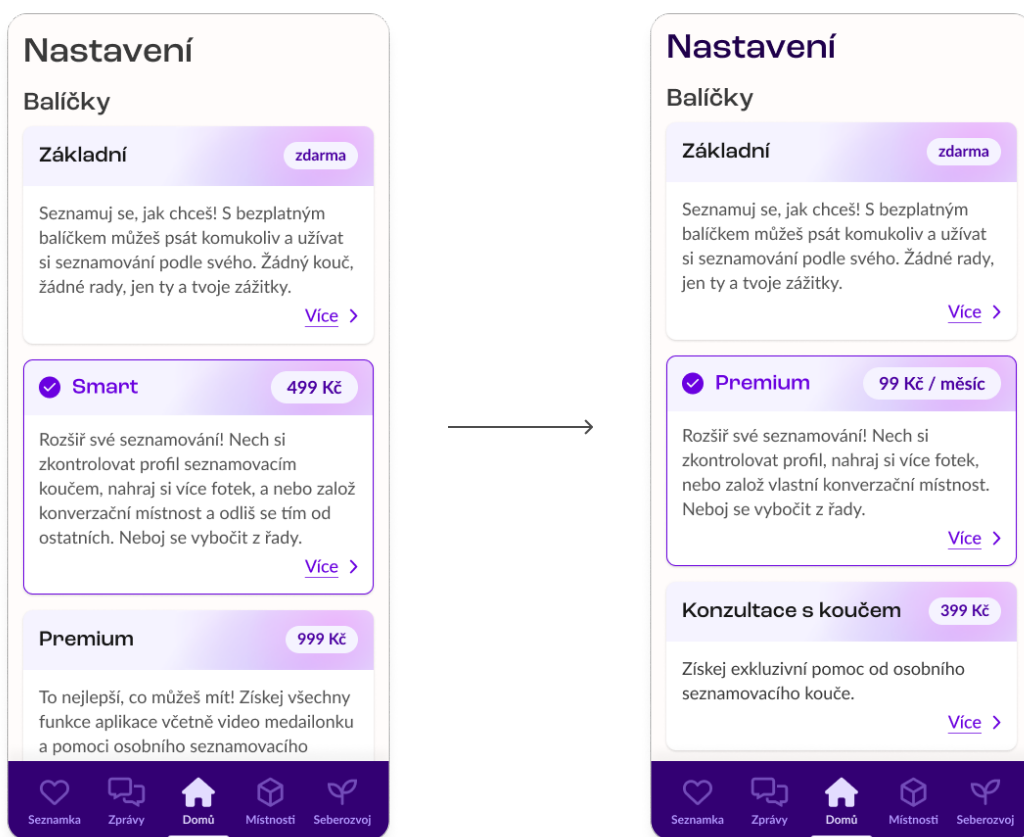 Nastavení
Balíčky
Základní
zdarma
Seznamuj se, jak chceš! S bezplatným
balíčkem můžeš psát komukoliv a užívat
si seznamování podle svého. Žádný kouč,
žádné rady, jen ty a tvoje zážitky.
Více
Smart
499 Kč
Rozšiř své seznamování! Nech si
zkontrolovat profil seznamovacím
koučem, nahraj si více fotek, a nebo založ
konverzační místnost a odliš se tím od
ostatních. Neboj se vybočit z řady.
Více
Premium
999 Kč
To nejlepší, co můžeš mít! Získej všechny
funkce aplikace včetně video medailonku
a pomoci osobního seznamovacího
Seznamka
Zprávy
Domů
Místnosti
Seberozvoj
Nastavení
Balíčky
Základní
zdarma
Seznamuj se, jak chceš! S bezplatným
balíčkem můžeš psát komukoliv a užívat
si seznamování podle svého. Žádné rady,
jen ty a tvoje zážitky.
Více
Premium
99 Kč / měsíc
Rozšiř své seznamování! Nech si
zkontrolovat profil, nahraj si více fotek,
nebo založ vlastní konverzační místnost.
Neboj se vybočit z řady.
Více
Konzultace s koučem
399 Kč
Získej exkluzivní pomoc od osobního
seznamovacího kouče.
Více
Seznamka
Zprávy
Domů
Místnosti
Seberozvoj